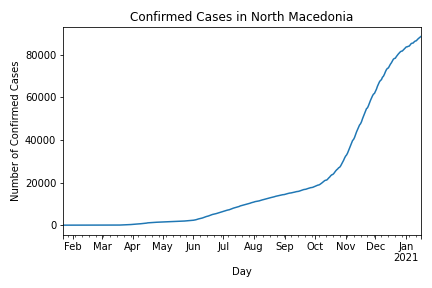 Confirmed Cases in North Macedonia
Number of Confirmed Cases
80000
60000
40000
20000
0
Feb Mar Apr May Jun Jul Aug Sep Oct Nov Dec Jan
2021
Day